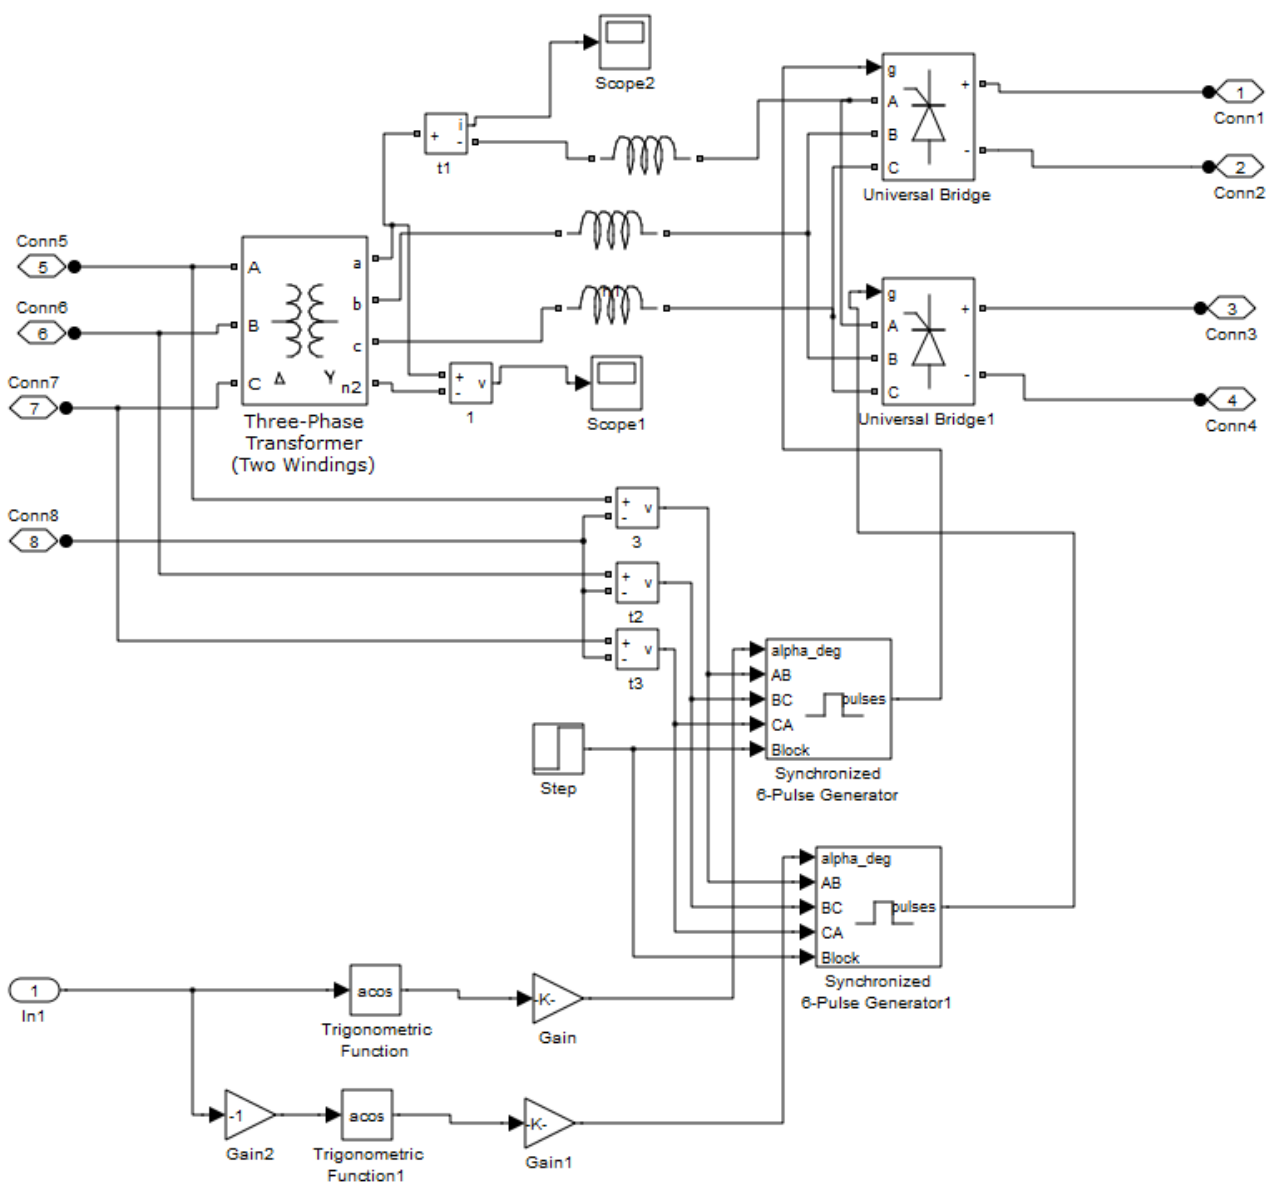 Scope2
g
A
B
C
+
-
Universal Bridge
1
Conn1
2
Conn2
+
i
-
t1
Conn5
5
Conn6
6
Conn7
7
A
B
C
Δ
Y
a
b
c
n2
Three-Phase
Transformer
(Two Windings)
+
-
v
1
Scope1
g
A
B
C
+
-
Universal Bridge1
3
Conn3
4
Conn4
Conn8
8
+
-
v
3
+
-
v
t2
+
-
v
t3
alpha_deg
AB
BC
CA
Block
pulses
Synchronized
6-Pulse Generator
Step
alpha_deg
AB
BC
CA
Block
pulses
Synchronized
6-Pulse Generator1
1
In1
acos
Trigonometric
Function
-K-
Gain
-1
Gain2
acos
Trigonometric
Function1
-K-
Gain1